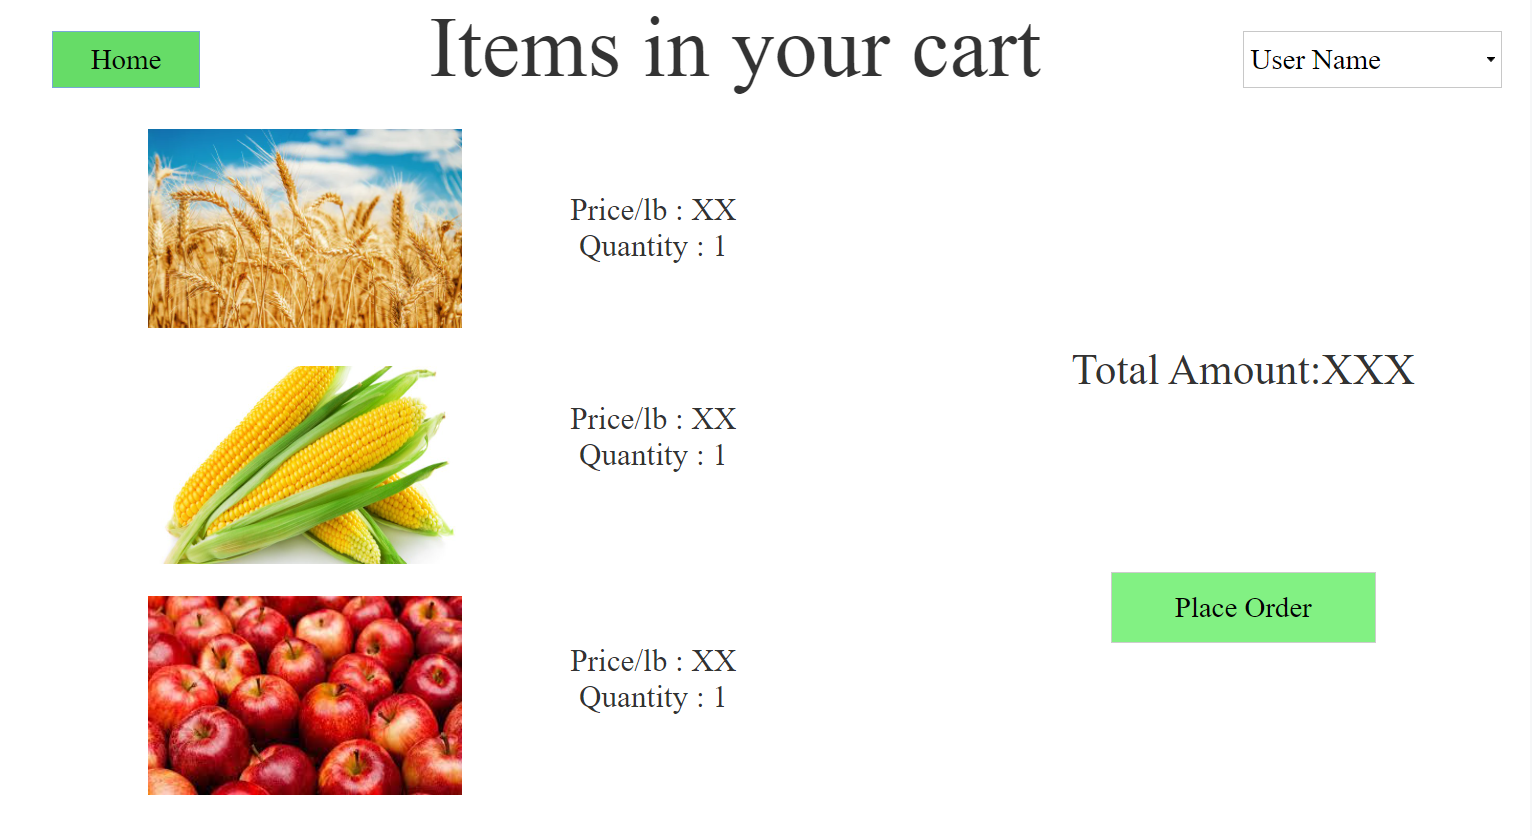 Home
Items in your cart
User Name
Price/lb : XX
Quantity : 1
Price/lb : XX
Quantity : 1
Total Amount:XXX
Place Order
Price/lb : XX
Quantity : 1